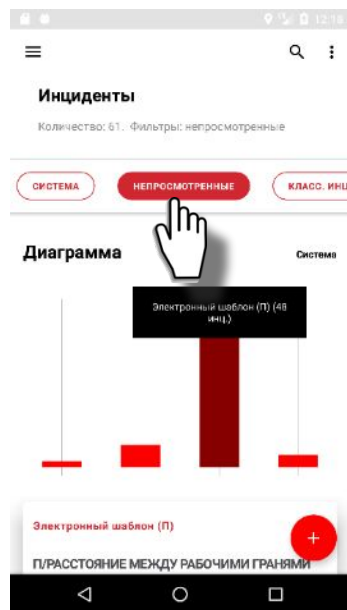 12:18
Инциденты
Количество: 61. Фильтры: непросмотренные
СИСТЕМА
НЕПРОСМОТРЕННЫЕ
КЛАСС. ИНЦ
Диаграмма
Система
Электронный шаблон (П) (48
инц.)
Электронный шаблон (П)
П/РАССТОЯНИЕ МЕЖДУ РАБОЧИМИ ГРАНЯМИ